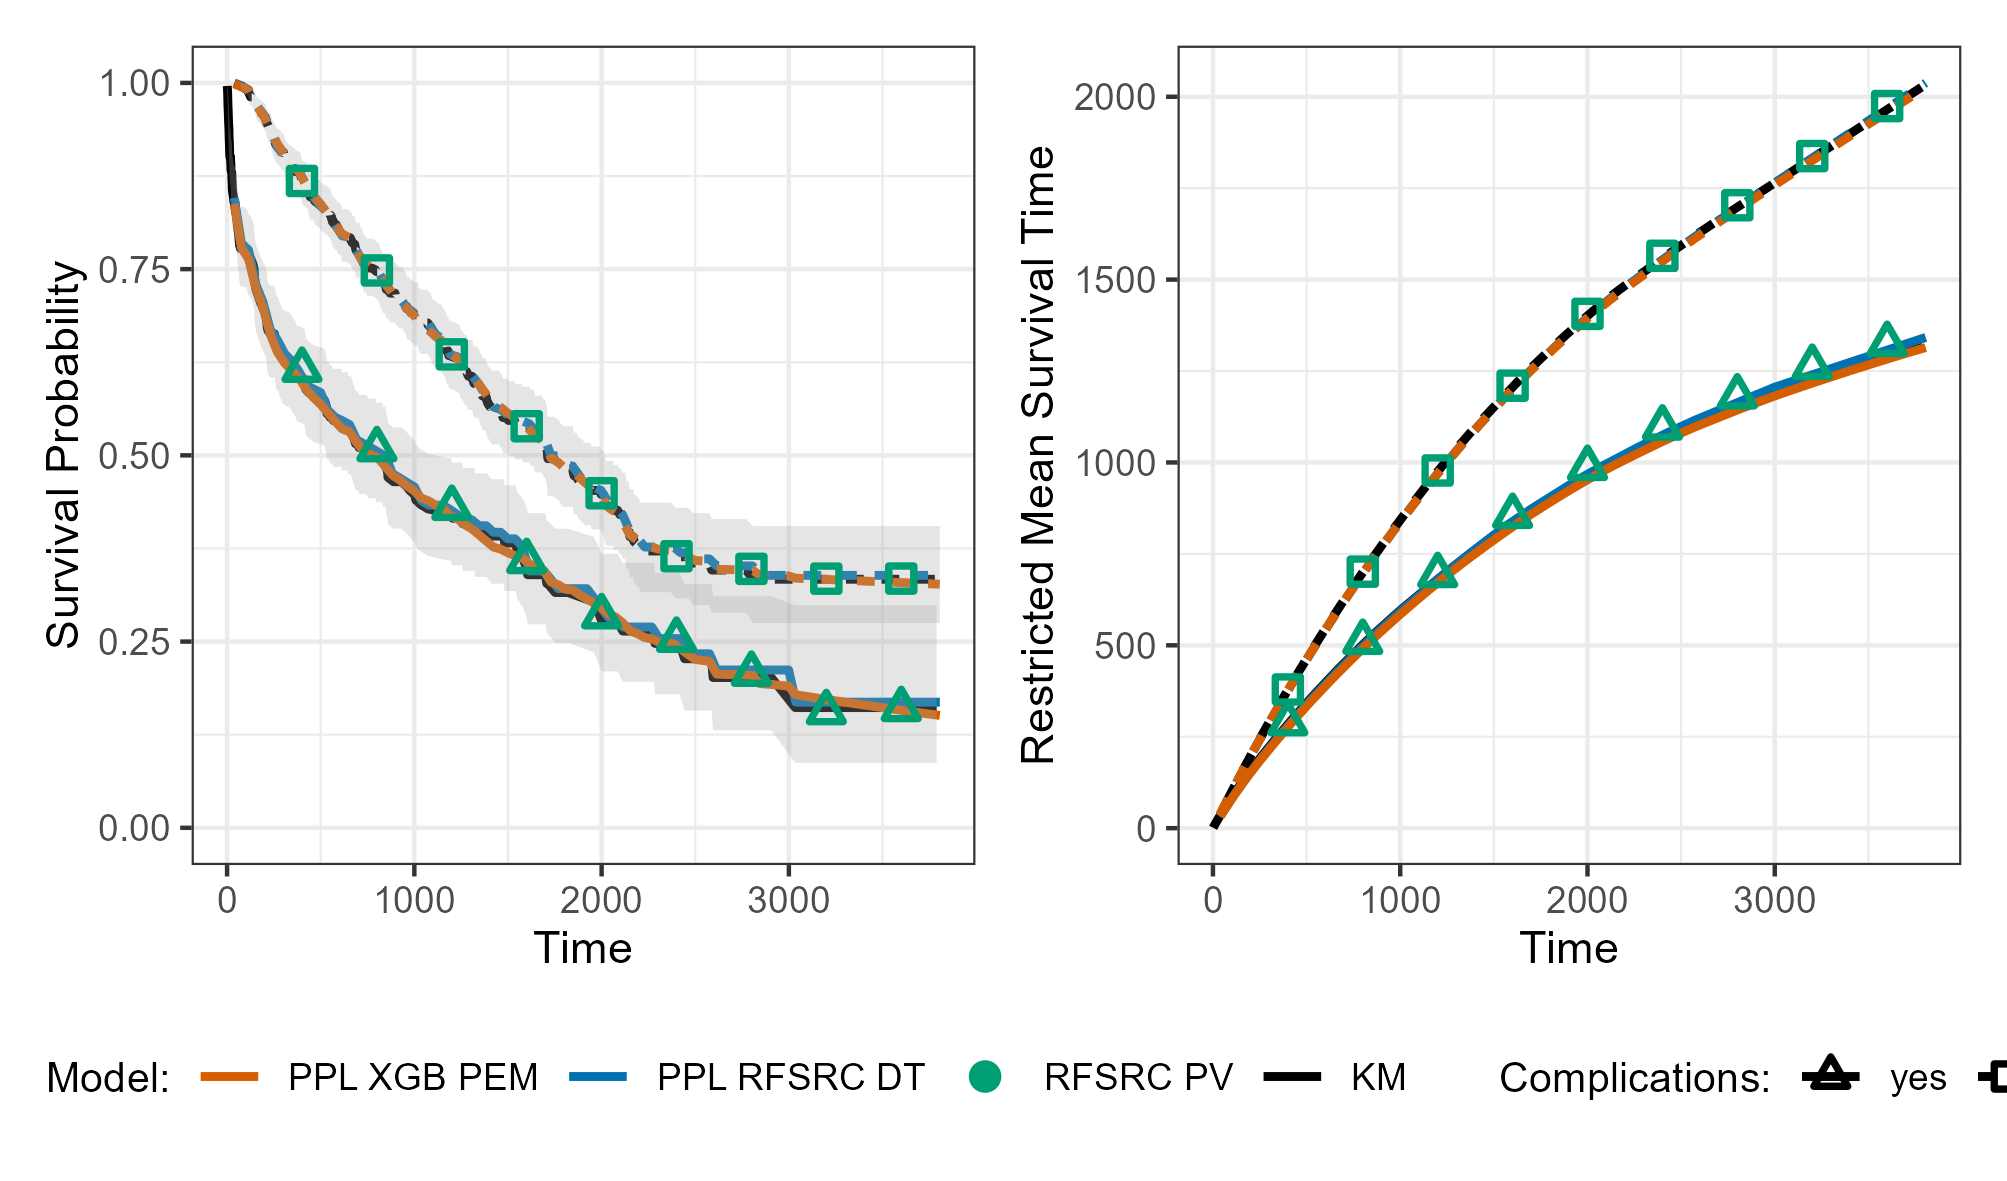 Survival Probability
1.00
0.75
0.50
0.25
0.00
0 1000 2000 3000
Time
Restricted Mean Survival Time
2000
1500
1000
500
0
0 1000 2000 3000
Time
Model: PPL XGB PEM PPL RFSRC DT RFSRC PV KM Complications: yes